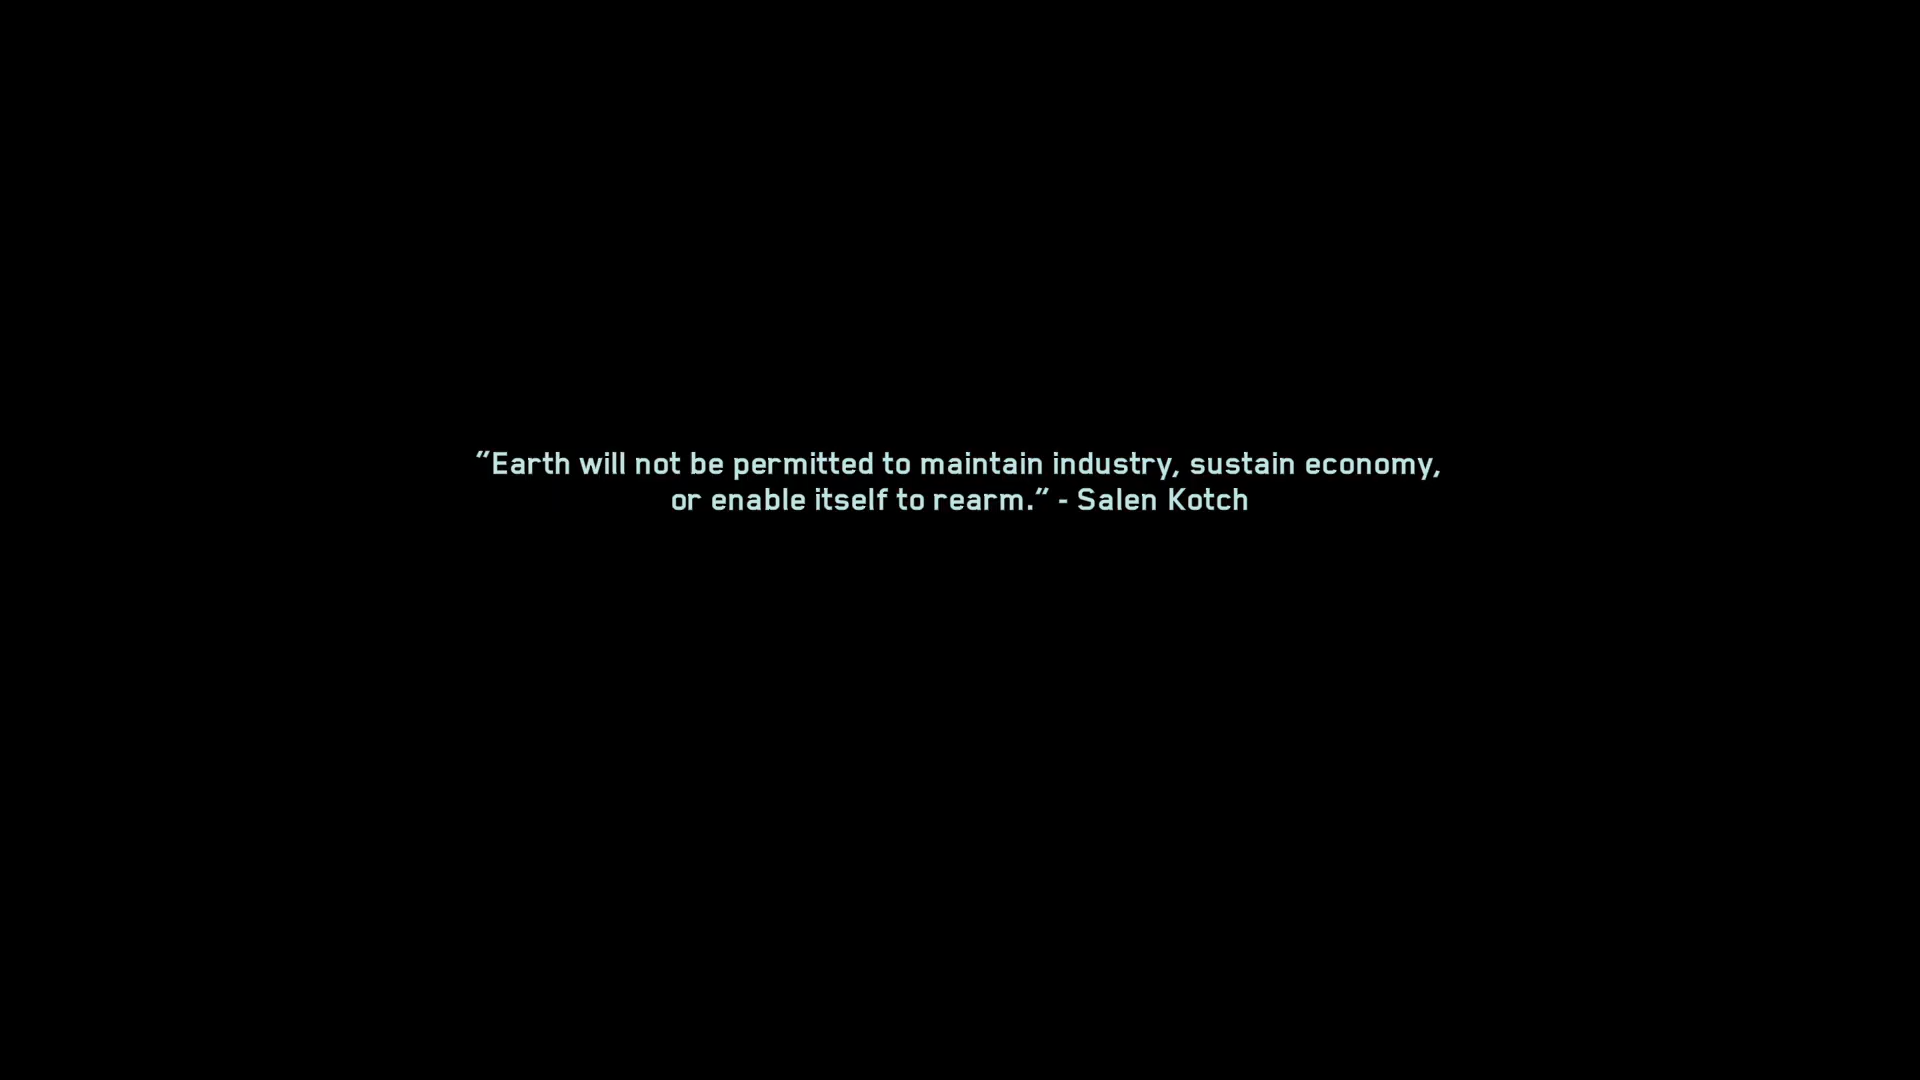 "Earth will not be permitted to maintain industry, sustain economy,
or enable itself to rearm." - Salen Kotch